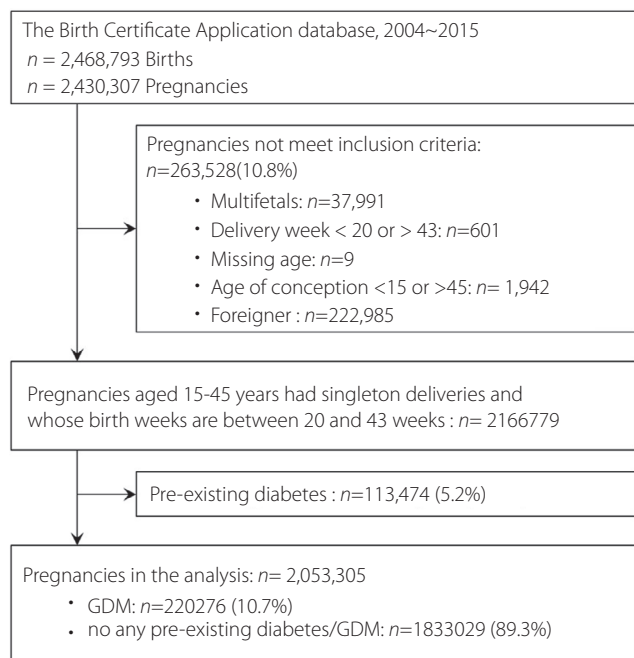 The Birth Certificate Application database, 2004~2015
n = 2,468,793 Births
n = 2,430,307 Pregnancies
Pregnancies not meet inclusion criteria:
n=263,528(10.8%)
• Multifetals: n=37,991
• Delivery week < 20 or > 43: n=601
• Missing age: n=9
• Age of conception <15 or >45: n= 1,942
• Foreigner : n=222,985
Pregnancies aged 15-45 years had singleton deliveries and
whose birth weeks are between 20 and 43 weeks : n= 2166779
Pre-existing diabetes : n=113,474 (5.2%)
Pregnancies in the analysis: n= 2,053,305
• GDM: n=220276 (10.7%)
• no any pre-existing diabetes/GDM: n=1833029 (89.3%)